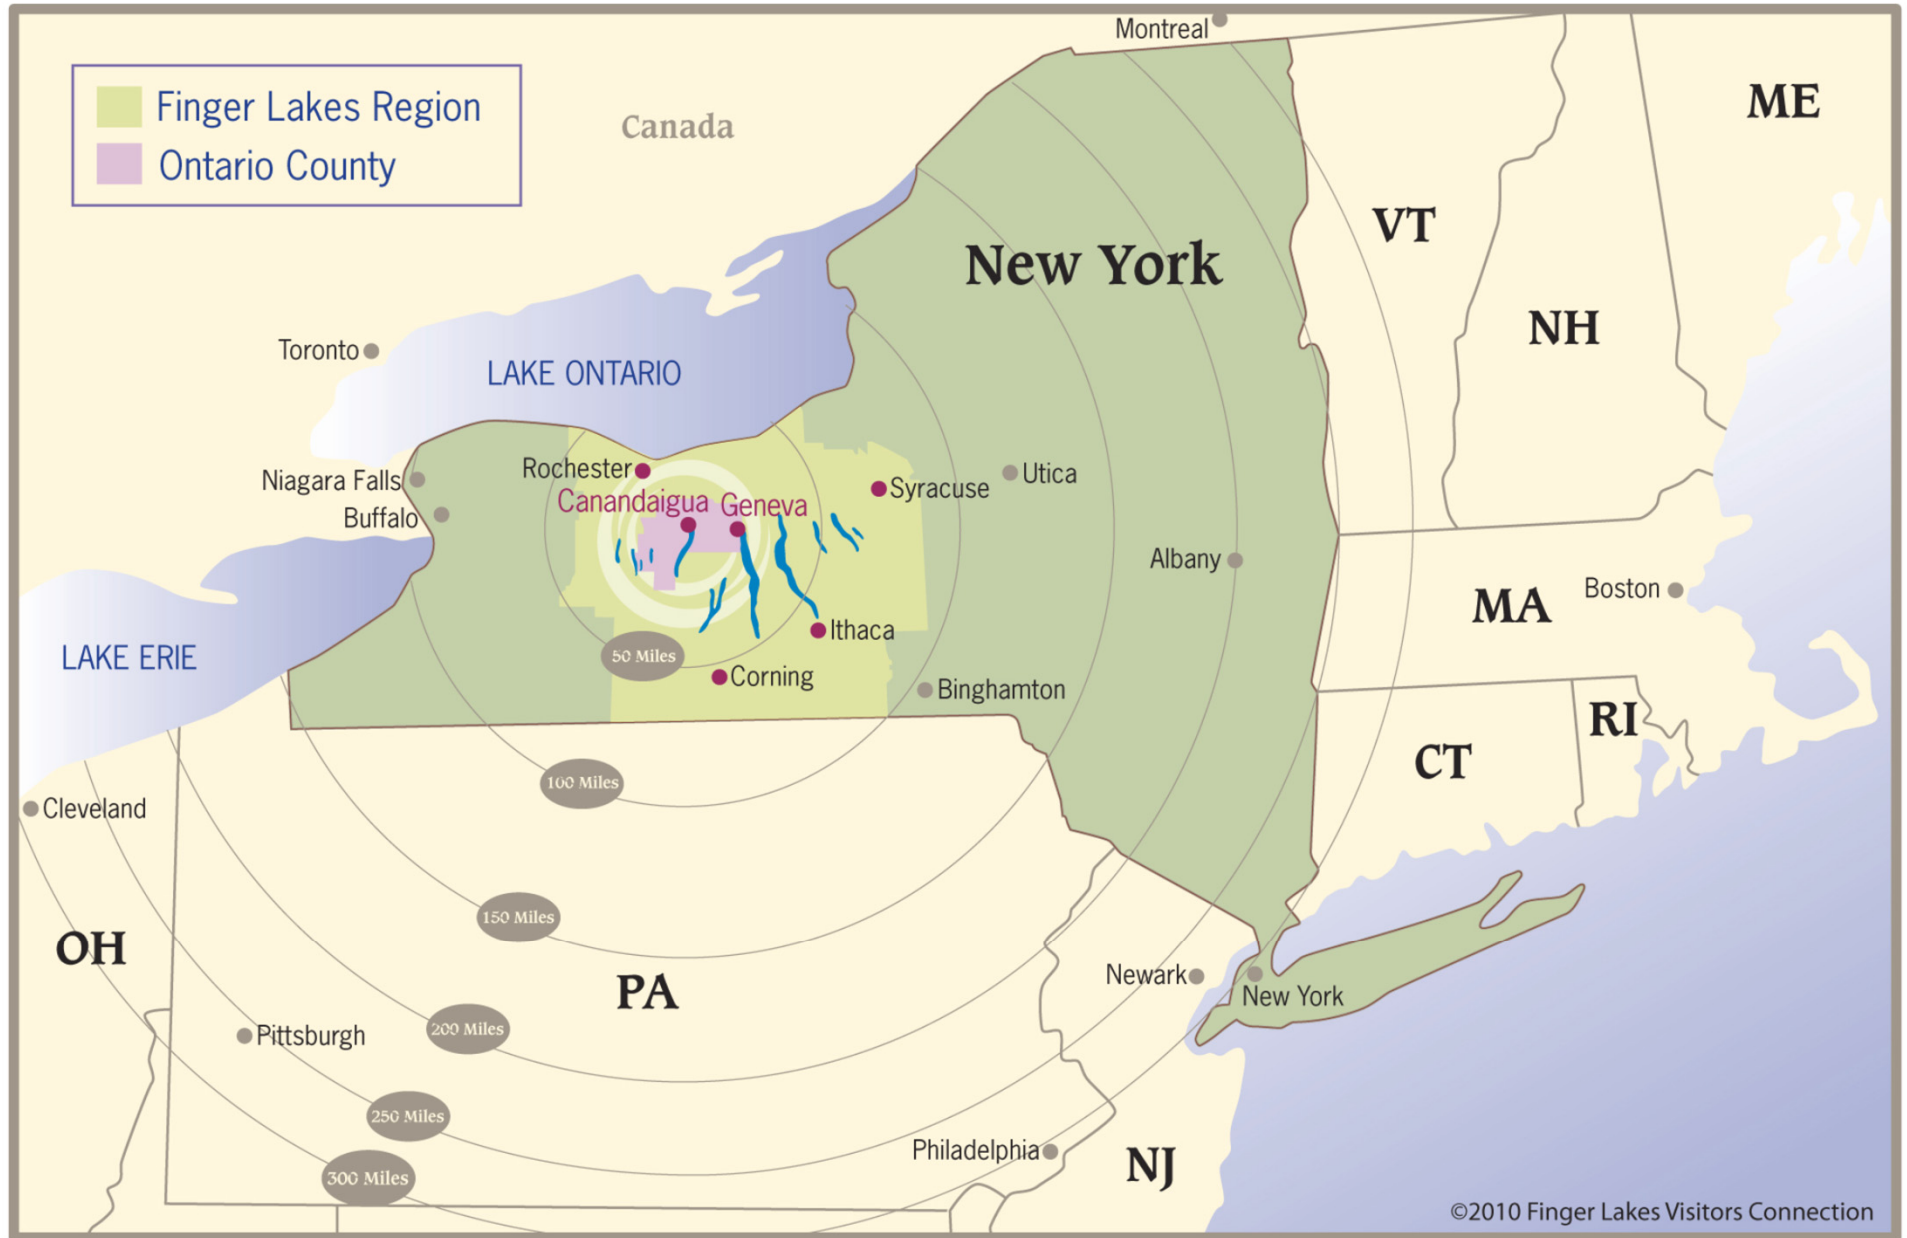 Montreal
Finger Lakes Region
Ontario County
Canada
ME
VT
New York
NH
Toronto
LAKE ONTARIO
Rochester
Niagara Falls
Syracuse
Utica
Canandaigua
Geneva
Buffalo
Albany
Boston
MA
Ithaca
50 Miles
LAKE ERIE
Corning
Binghamton
RI
CT
100 Miles
Cleveland
150 Miles
OH
Newark
PA
New York
200 Miles
Pittsburgh
250 Miles
Philadelphia
NJ
300 Miles
©2010 Finger Lakes Visitors Connection